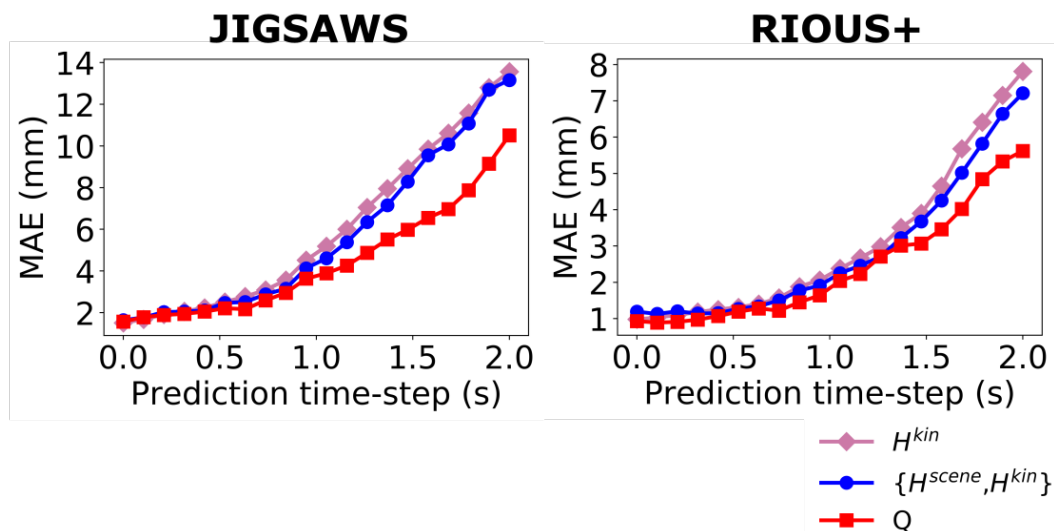 JIGSAWS
RIOUS+
MAE (mm)
14
12
10
8
6
4
2
0.0 0.5 1.0 1.5 2.0
Prediction time-step (s)
MAE (mm)
8
7
6
5
4
3
2
1
0.0 0.5 1.0 1.5 2.0
Prediction time-step (s)
H^{kin}
{H^{scene},H^{kin}}
Q